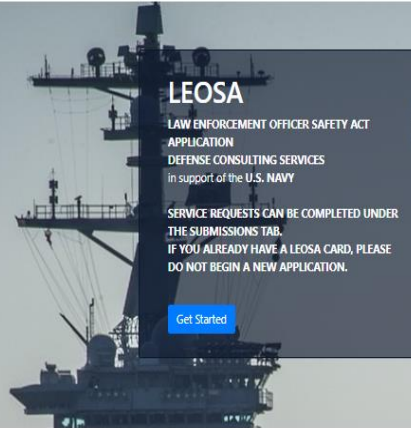 LEOSA
LAW ENFORCEMENT OFFICER SAFETY ACT
APPLICATION
DEFENSE CONSULTING SERVICES
in support of the U.S. NAVY
SERVICE REQUESTS CAN BE COMPLETED UNDER
THE SUBMISSIONS TAB.
IF YOU ALREADY HAVE A LEOSA CARD, PLEASE
DO NOT BEGIN A NEW APPLICATION.
Get Started